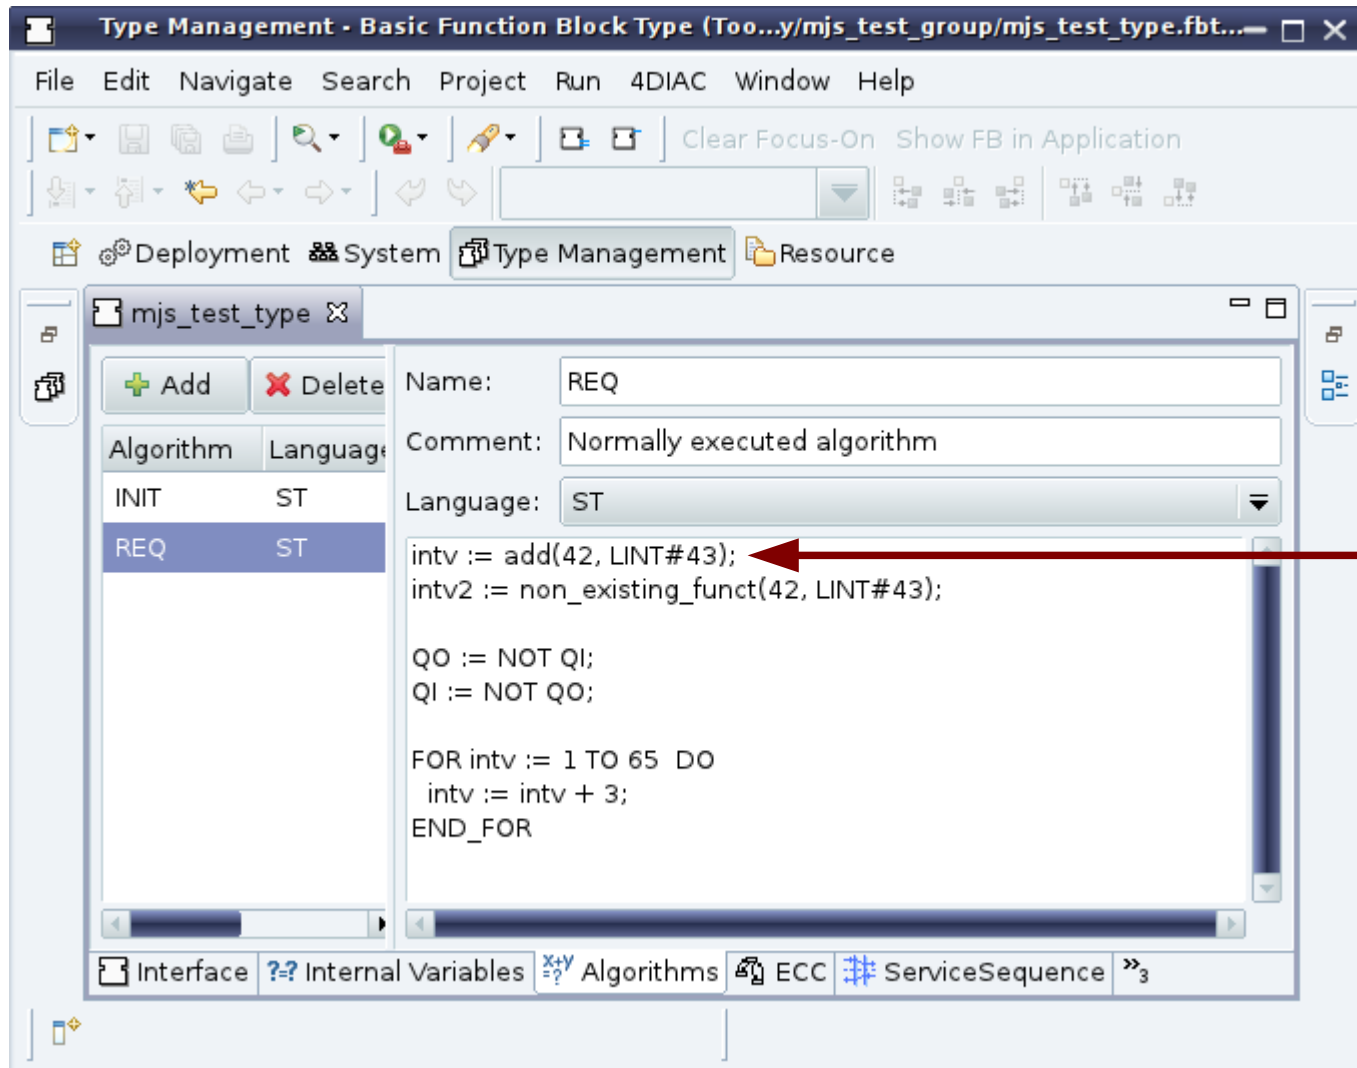 Type Management - Basic Function Block Type (Too...y/mjs_test_group/mjs_test_type.fbt...
File Edit Navigate Search Project Run 4DIAC Window Help
Clear Focus-On Show FB in Application
Deployment System Type Management Resource
mjs_test_type
Add Delete
Name: REQ
Comment: Normally executed algorithm
Algorithm Language
Language: ST
INIT ST
REQ ST
intv := add(42, LINT#43);
intv2 := non_existing_funct(42, LINT#43);
QO := NOT QI;
QI := NOT QO;
FOR intv := 1 TO 65 DO
intv := intv + 3;
END_FOR
Interface Internal Variables Algorithms ECC ServiceSequence »3